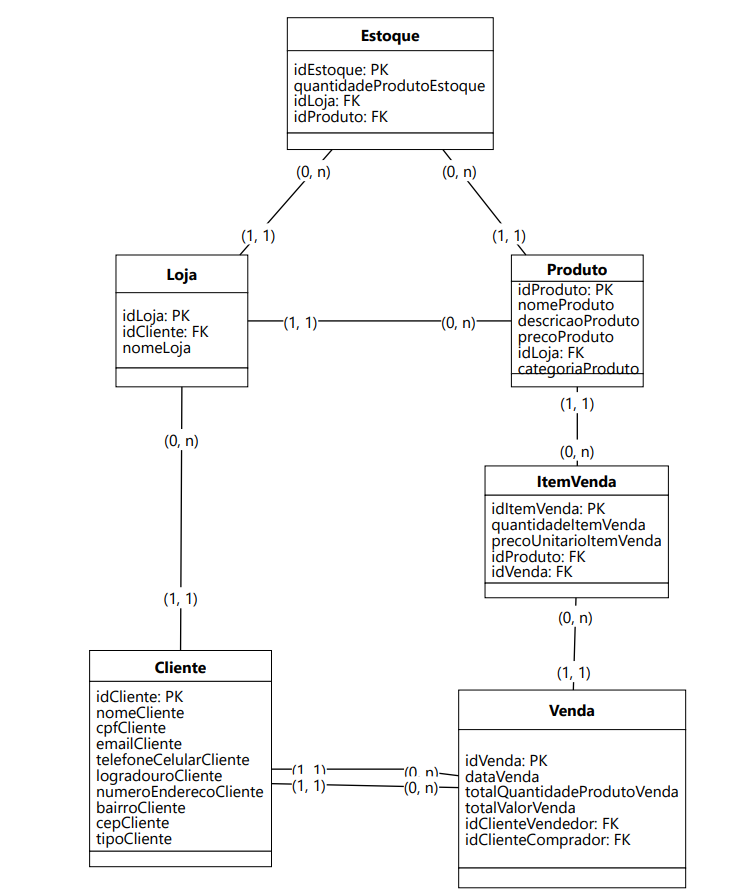 Estoque
idEstoque: PK
quantidadeProdutoEstoque
idLoja: FK
idProduto: FK
(0, n)
(0, n)
(1, 1)
(1, 1)
Loja
idLoja: PK
idCliente: FK
nomeLoja
Produto
idProduto: PK
nomeProduto
descricaoProduto
precoProduto
idLoja: FK
categoriaProduto
(1, 1)
(0, n)
(1, 1)
(0, n)
(0, n)
ItemVenda
idItemVenda: PK
quantidadeItemVenda
precoUnitarioItemVenda
idProduto: FK
idVenda: FK
(1, 1)
(0, n)
(1, 1)
Cliente
idCliente: PK
nomeCliente
cpfCliente
emailCliente
telefoneCelularCliente
logradouroCliente
numeroEnderecoCliente
bairroCliente
cepCliente
tipoCliente
Venda
idVenda: PK
dataVenda
totalQuantidadeProdutoVenda
totalValorVenda
idClienteVendedor: FK
idClienteComprador: FK
(1, 1)
(0, n)
(1, 1)
(0, n)